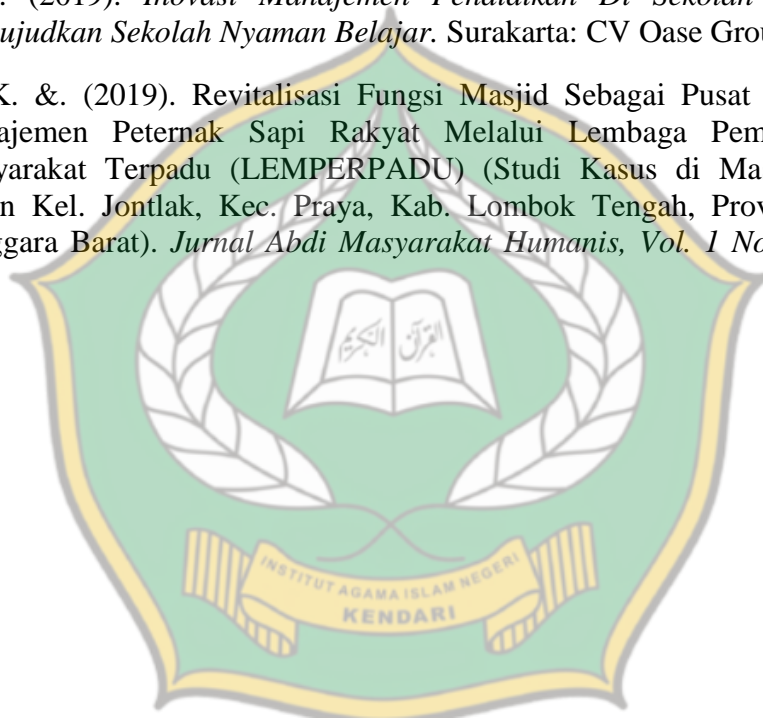 . (2019). Inovasi Manajemen Pendidikan Di Sekolah
ujudkan Sekolah Nyaman Belajar. Surakarta: CV Oase Grou
K. &. (2019). Revitalisasi Fungsi Masjid Sebagai Pusat
ajemen Peternak Sapi Rakyat Melalui Lembaga Pem
yarakat Terpadu (LEMPERPADU) (Studi Kasus di Ma
n Kel. Jontlak, Kec. Praya, Kab. Lombok Tengah, Prov
ggara Barat). Jurnal Abdi Masyarakat Humanis, Vol. 1 No
القرآن الكريم
INSTITUT AGAMA ISLAM NEGERI
KENDARI